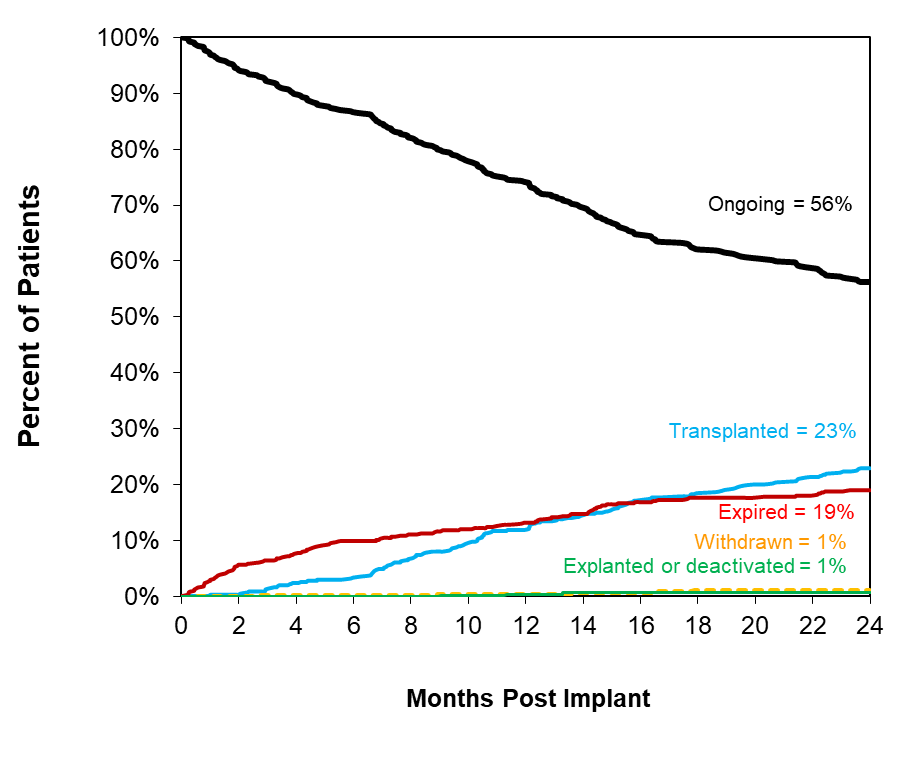 100%
90%
80%
70%
60%
50%
40%
30%
20%
10%
0%
Percent of Patients
Ongoing = 56%
Transplanted = 23%
Expired = 19%
Withdrawn = 1%
Explanted or deactivated = 1%
0 2 4 6 8 10 12 14 16 18 20 22 24
Months Post Implant